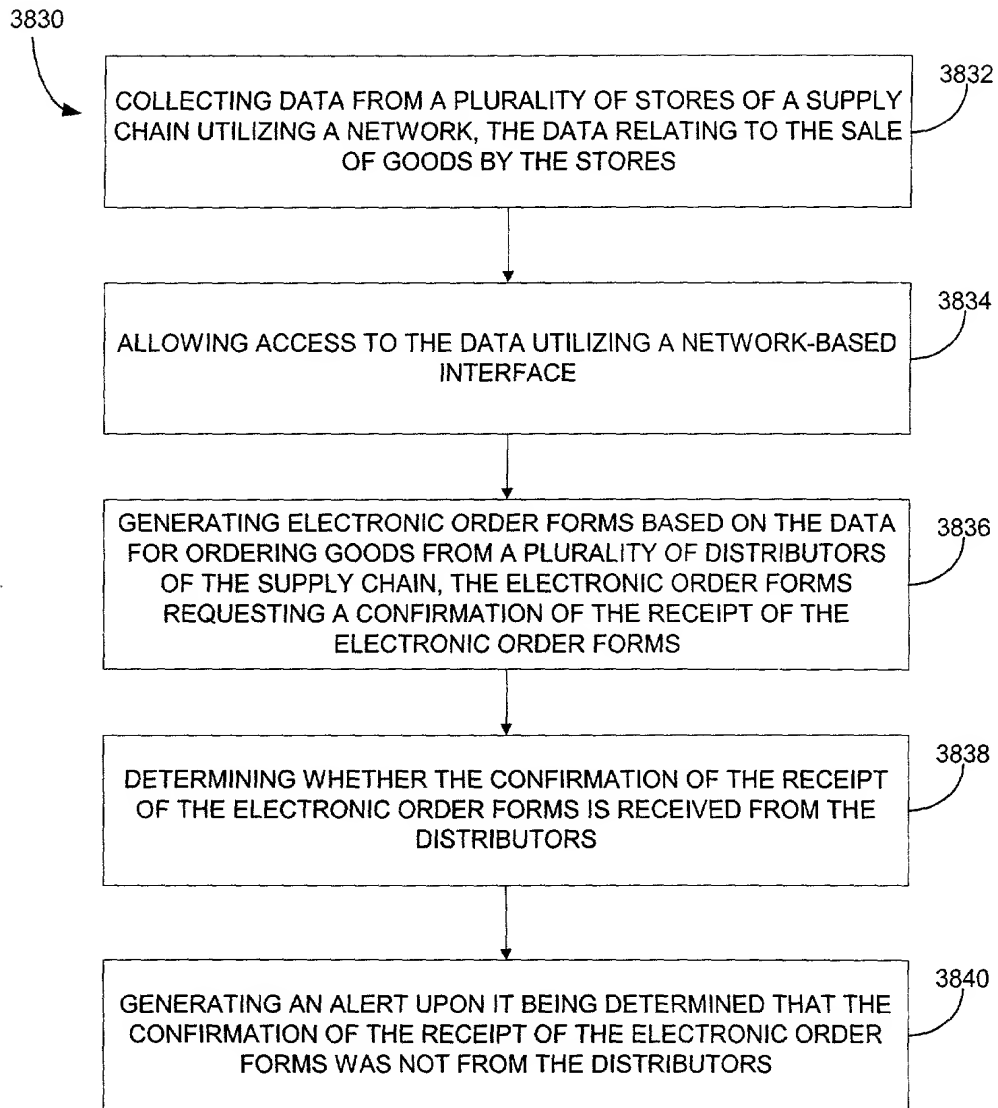 3830
COLLECTING DATA FROM A PLURALITY OF STORES OF A SUPPLY
CHAIN UTILIZING A NETWORK, THE DATA RELATING TO THE SALE
OF GOODS BY THE STORES
3832
ALLOWING ACCESS TO THE DATA UTILIZING A NETWORK-BASED
INTERFACE
3834
GENERATING ELECTRONIC ORDER FORMS BASED ON THE DATA
FOR ORDERING GOODS FROM A PLURALITY OF DISTRIBUTORS
OF THE SUPPLY CHAIN, THE ELECTRONIC ORDER FORMS
REQUESTING A CONFIRMATION OF THE RECEIPT OF THE
ELECTRONIC ORDER FORMS
3836
DETERMINING WHETHER THE CONFIRMATION OF THE RECEIPT
OF THE ELECTRONIC ORDER FORMS IS RECEIVED FROM THE
DISTRIBUTORS
3838
GENERATING AN ALERT UPON IT BEING DETERMINED THAT THE
CONFIRMATION OF THE RECEIPT OF THE ELECTRONIC ORDER
FORMS WAS NOT FROM THE DISTRIBUTORS
3840